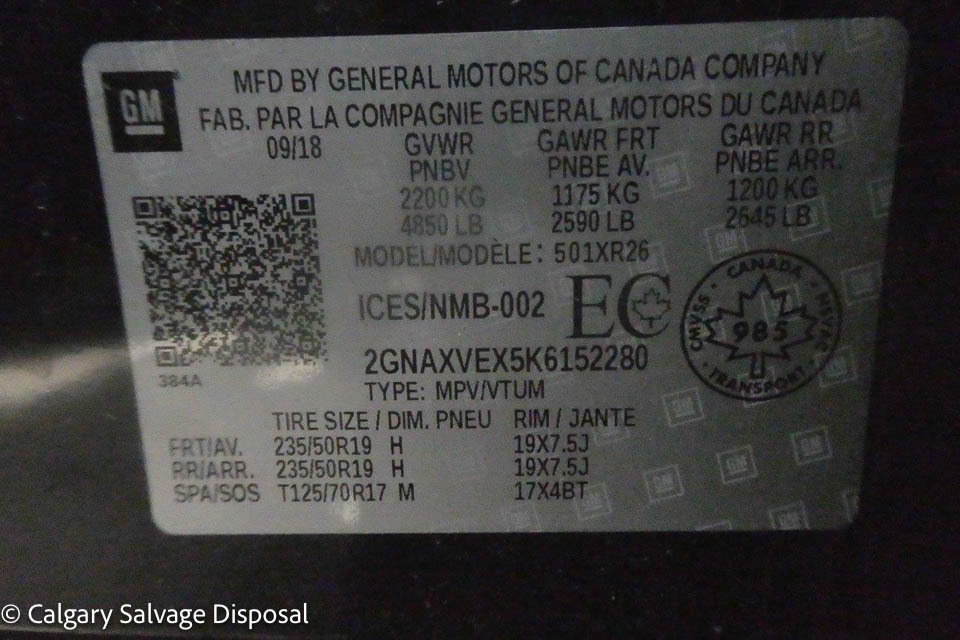 GM
MFD BY GENERAL MOTORS OF CANADA COMPANY
FAB. PAR LA COMPAGNIE GENERAL MOTORS DU CANADA
09/18 GVWR GAWR FRT GAWR RR
PNBV PNBE AV. PNBE ARR.
2200 KG 1175 KG 1200 KG
4850 LB 2590 LB 2645 LB
MODEL/MODÈLE: 501XR26
ICES/NMB-002 EC
CANADA
CMVSS 985 NSVAC
TRANSPORT
2GNAXVEX5K6152280
384A
TYPE: MPV/VTUM
TIRE SIZE / DIM. PNEU RIM / JANTE
FRT/AV. 235/50R19 H 19X7.5J
RR/ARR. 235/50R19 H 19X7.5J
SPA/SOS T125/70R17 M 17X4BT
© Calgary Salvage Disposal